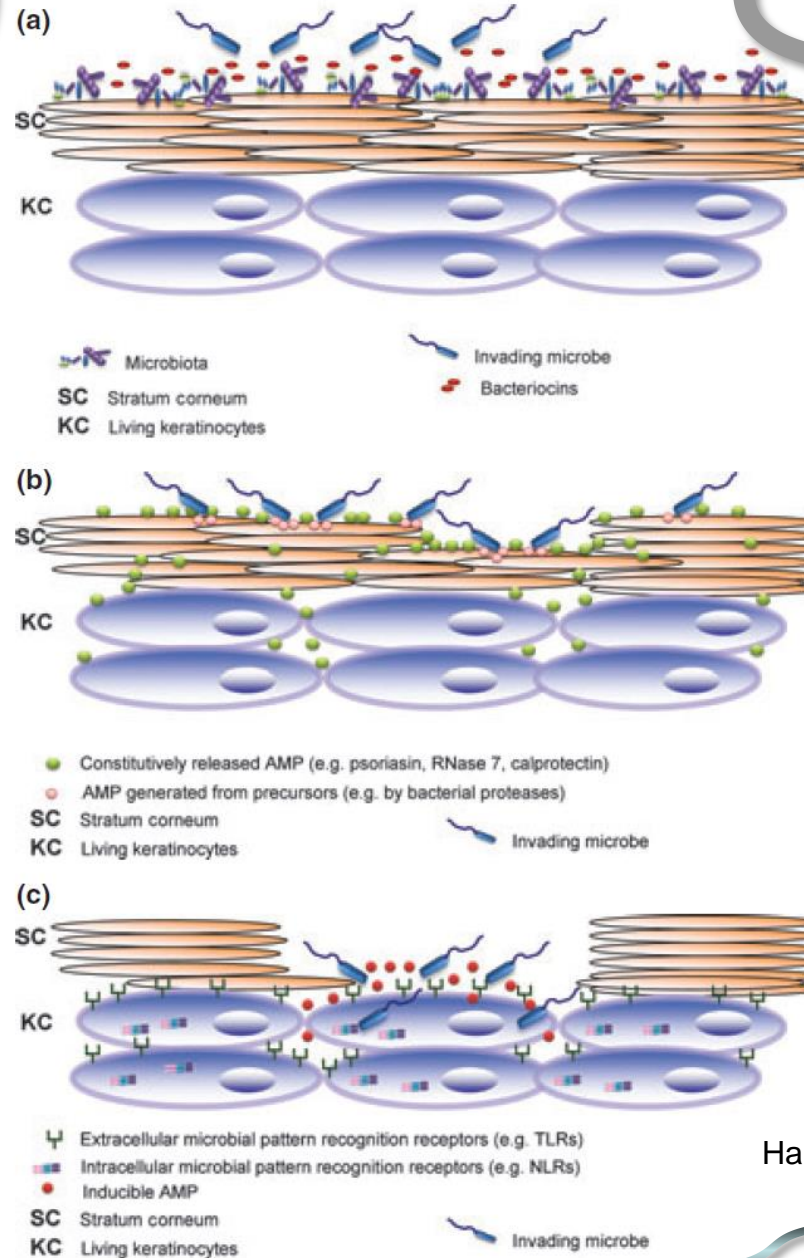 (a)
SC
KC
Microbiota
Invading microbe
SC Stratum corneum
Bacteriocins
KC Living keratinocytes
(b)
SC
KC
Constitutively released AMP (e.g. psoriasin, RNase 7, calprotectin)
AMP generated from precursors (e.g. by bacterial proteases)
SC Stratum corneum
KC Living keratinocytes
Invading microbe
(c)
SC
KC
Extracellular microbial pattern recognition receptors (e.g. TLRs)
Ha
Intracellular microbial pattern recognition receptors (e.g. NLRs)
Inducible AMP
SC Stratum corneum
KC Living keratinocytes
Invading microbe